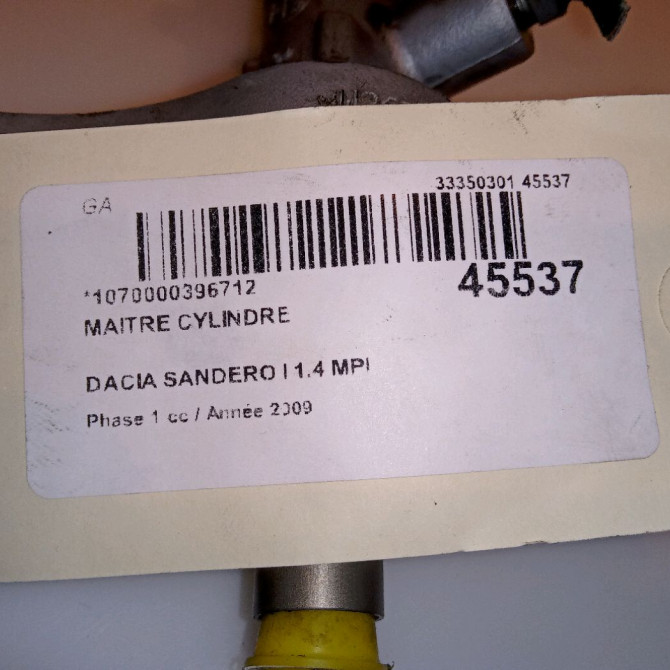 GA
33350301 45537
*1070000396712
45537
MAITRE CYLINDRE
DACIA SANDERO I 1.4 MPI
Phase 1 cc / Année 2009